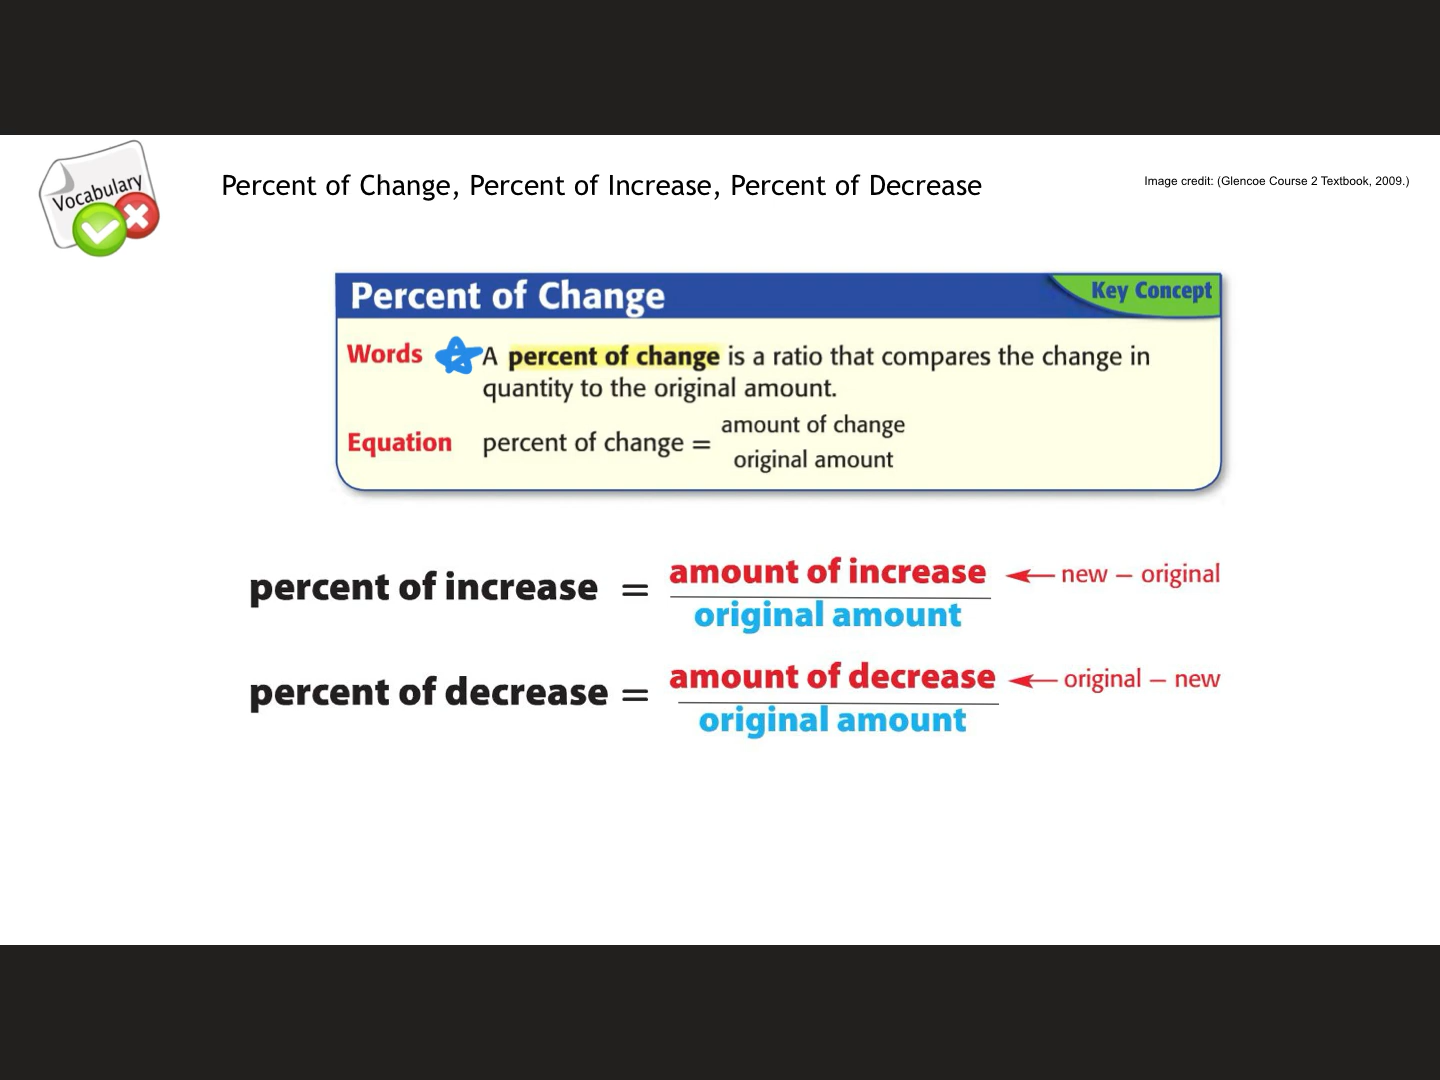 Vocabulary
Percent of Change, Percent of Increase, Percent of Decrease
Image credit: (Glencoe Course 2 Textbook, 2009.)
Percent of Change
Key Concept
Words A percent of change is a ratio that compares the change in
quantity to the original amount.
Equation percent of change = amount of change
original amount
percent of increase = amount of increase ← new – original
original amount
percent of decrease = amount of decrease ← original – new
original amount